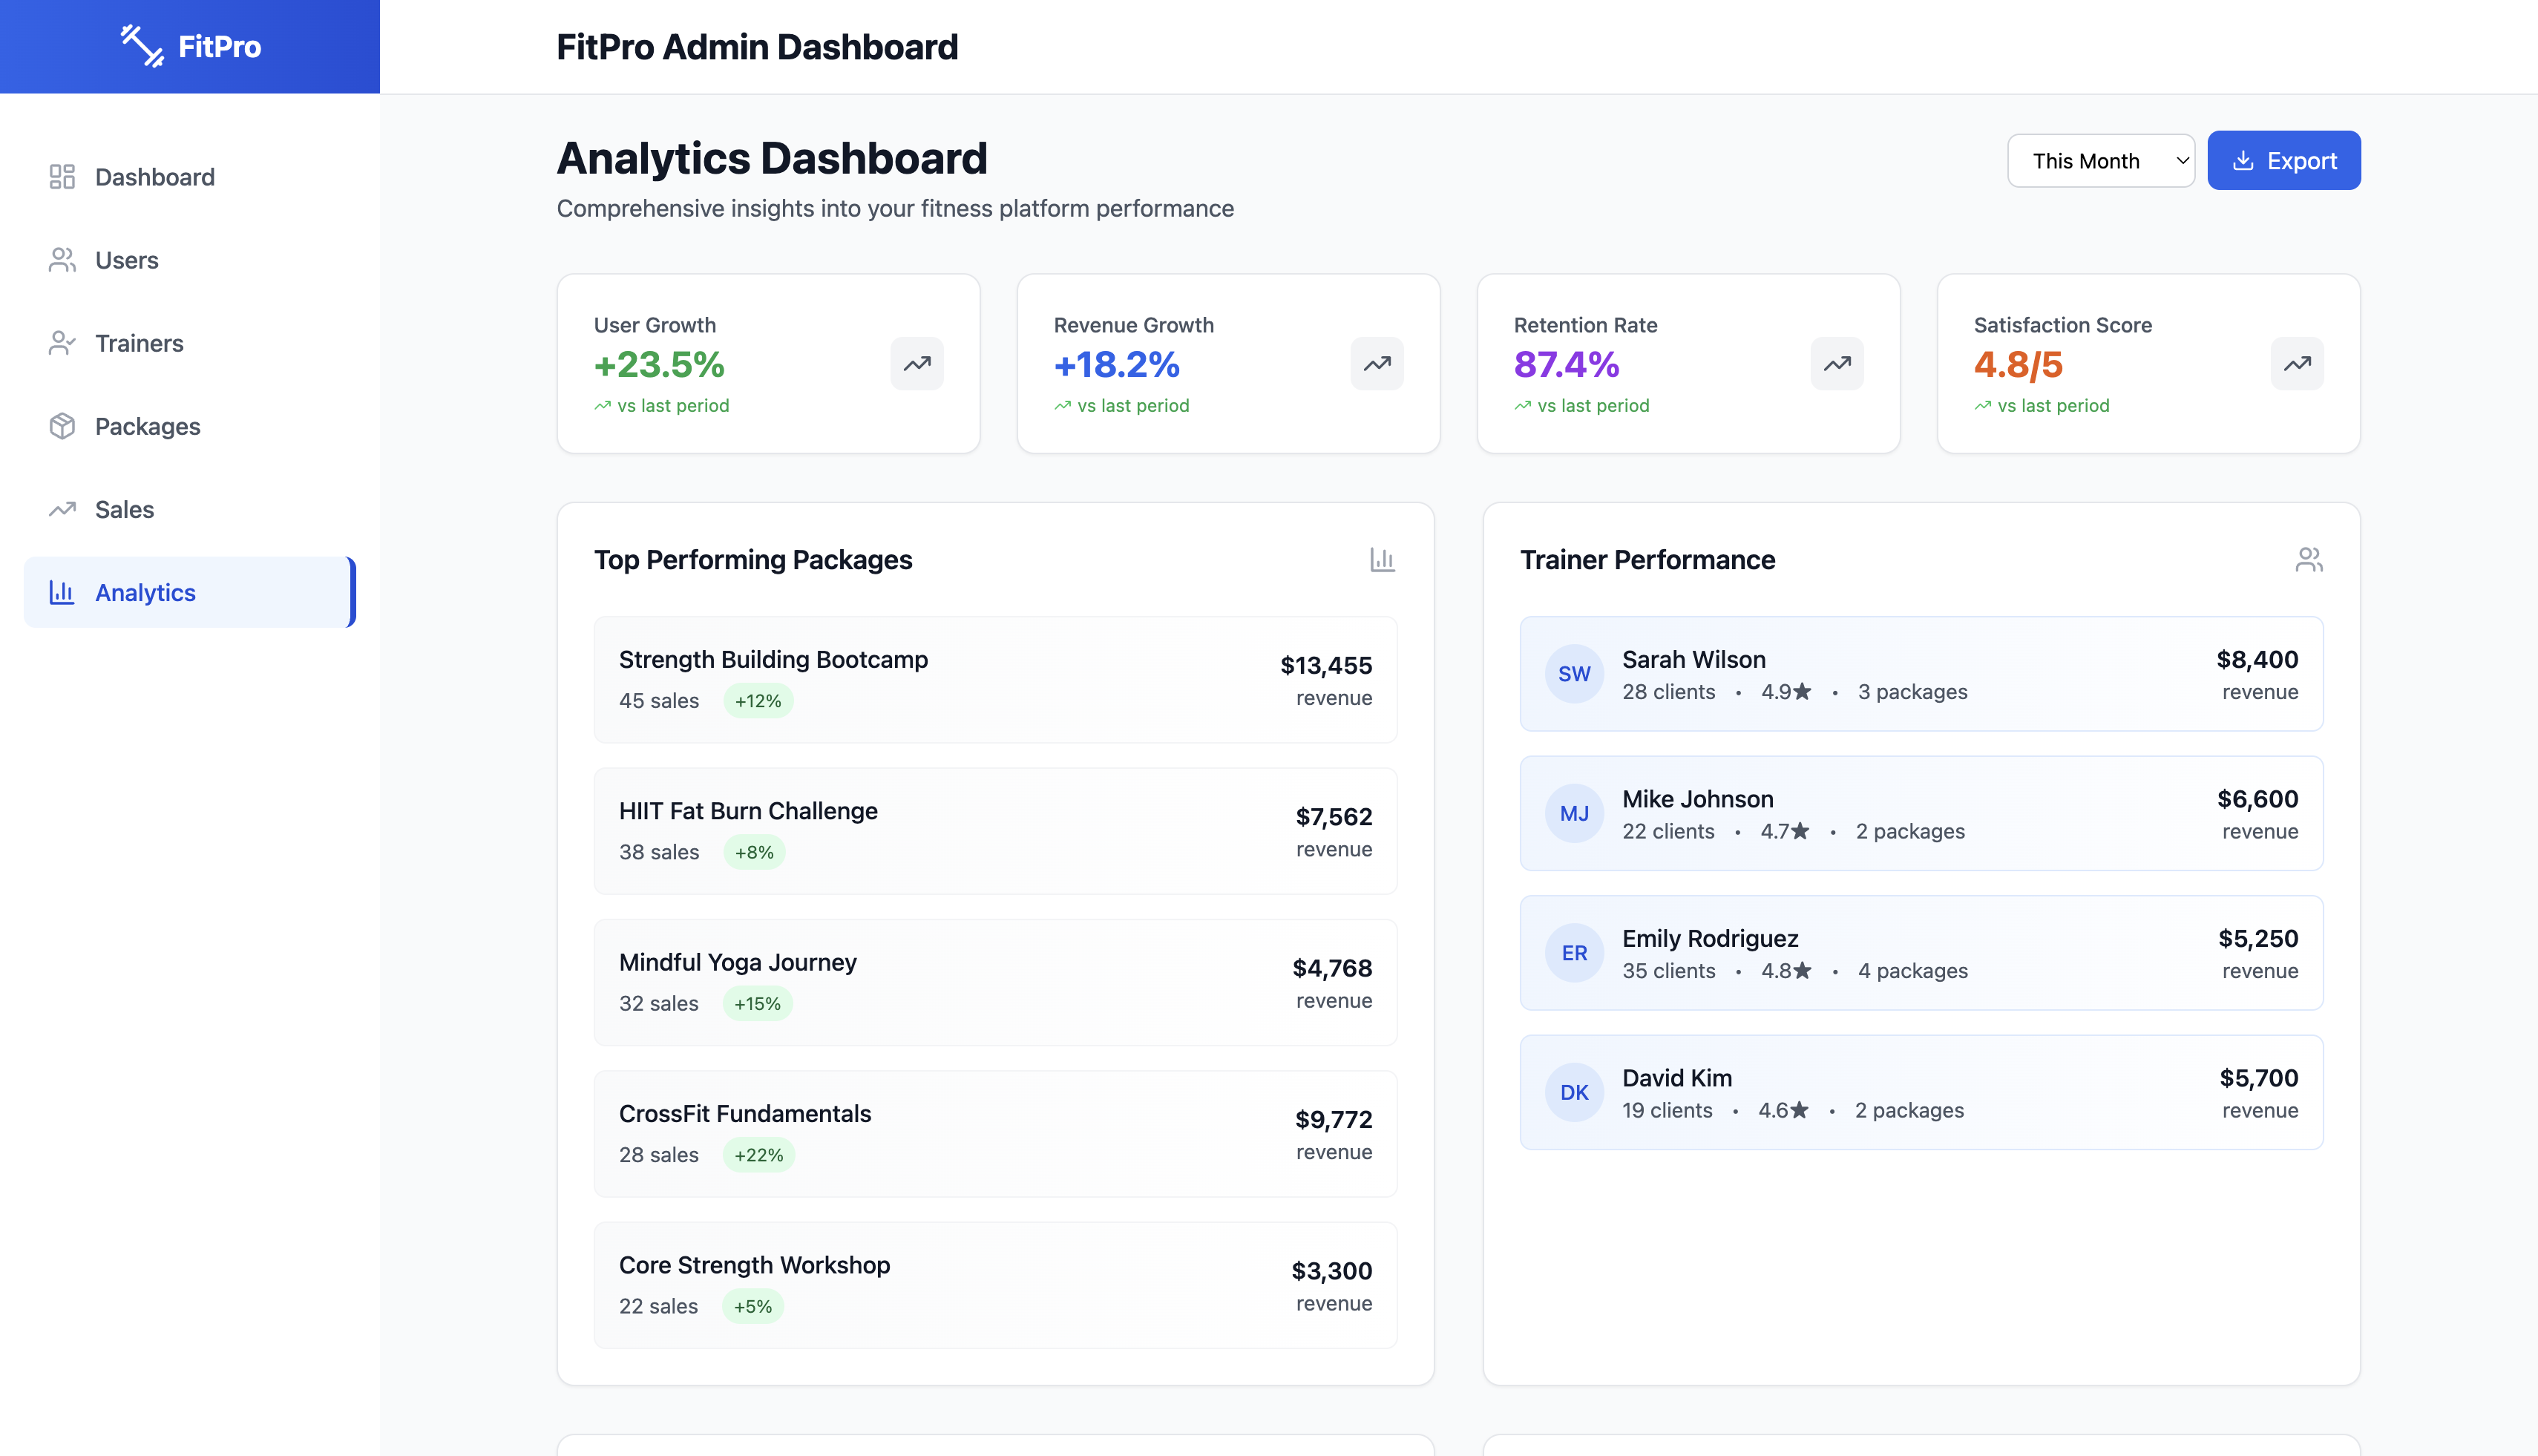 FitPro
FitPro Admin Dashboard
Dashboard
Users
Trainers
Packages
Sales
Analytics
Analytics Dashboard
Comprehensive insights into your fitness platform performance
This Month
Export
User Growth
+23.5%
vs last period
Revenue Growth
+18.2%
vs last period
Retention Rate
87.4%
vs last period
Satisfaction Score
4.8/5
vs last period
Top Performing Packages
Strength Building Bootcamp
45 sales +12%
$13,455
revenue
HIIT Fat Burn Challenge
38 sales +8%
$7,562
revenue
Mindful Yoga Journey
32 sales +15%
$4,768
revenue
CrossFit Fundamentals
28 sales +22%
$9,772
revenue
Core Strength Workshop
22 sales +5%
$3,300
revenue
Trainer Performance
SW
Sarah Wilson
28 clients • 4.9★ • 3 packages
$8,400
revenue
MJ
Mike Johnson
22 clients • 4.7★ • 2 packages
$6,600
revenue
ER
Emily Rodriguez
35 clients • 4.8★ • 4 packages
$5,250
revenue
DK
David Kim
19 clients • 4.6★ • 2 packages
$5,700
revenue